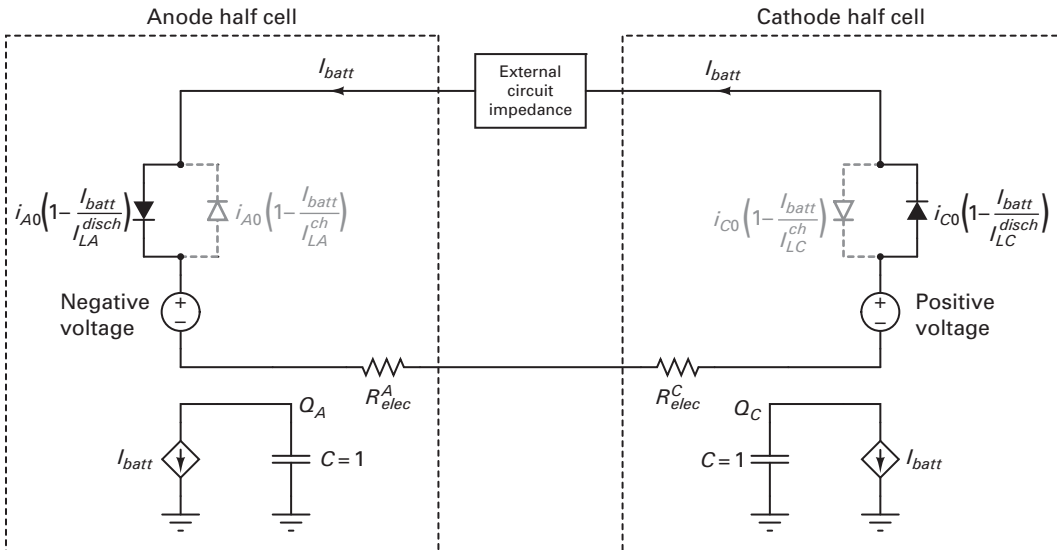 Anode half cell
Cathode half cell
I_batt
External
circuit
impedance
I_batt
i_A0(1− I_batt / I_LA^disch)
i_A0(1− I_batt / I_LA^ch)
i_C0(1− I_batt / I_LC^ch)
i_C0(1− I_batt / I_LC^disch)
Negative
voltage
+
−
+
−
Positive
voltage
R_elec^A
R_elec^C
Q_A
Q_C
I_batt
C = 1
C = 1
I_batt